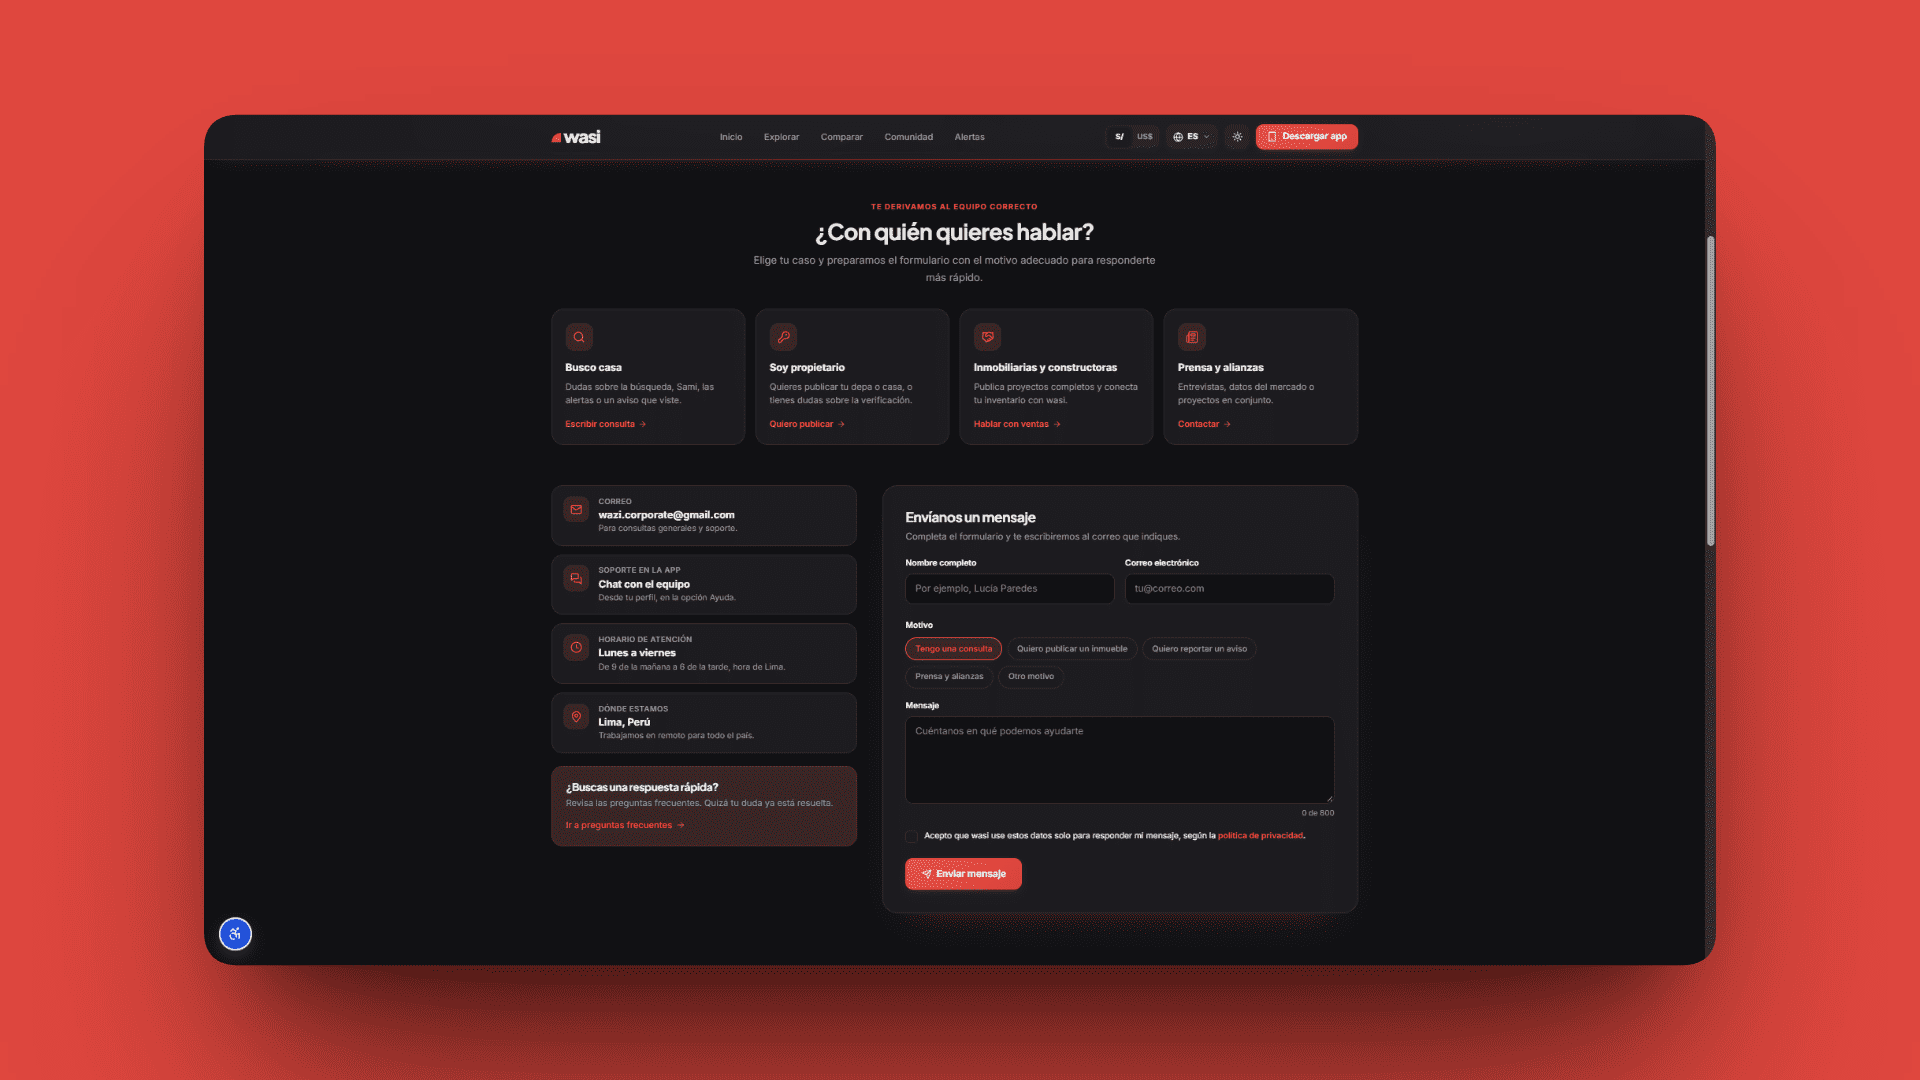 wasi
Inicio
Explorar
Comparar
Comunidad
Alertas
S/ US$
ES
Descargar app
TE DERIVAMOS AL EQUIPO CORRECTO
¿Con quién quieres hablar?
Elige tu caso y preparamos el formulario con el motivo adecuado para responderte
más rápido.
Busco casa
Dudas sobre la búsqueda, Sami, las
alertas o un aviso que viste.
Escribir consulta →
Soy propietario
Quieres publicar tu depa o casa, o
tienes dudas sobre la verificación.
Quiero publicar →
Inmobiliarias y constructoras
Publica proyectos completos y conecta
tu inventario con wasi.
Hablar con ventas →
Prensa y alianzas
Entrevistas, datos del mercado o
proyectos en conjunto.
Contactar →
CORREO
wazi.corporate@gmail.com
Para consultas generales y soporte.
SOPORTE EN LA APP
Chat con el equipo
Desde tu perfil, en la opción Ayuda.
HORARIO DE ATENCIÓN
Lunes a viernes
De 9 de la mañana a 6 de la tarde, hora de Lima.
DÓNDE ESTAMOS
Lima, Perú
Trabajamos en remoto para todo el país.
¿Buscas una respuesta rápida?
Revisa las preguntas frecuentes. Quizá tu duda ya está resuelta.
Ir a preguntas frecuentes →
Envíanos un mensaje
Completa el formulario y te escribiremos al correo que indiques.
Nombre completo
Por ejemplo, Lucía Paredes
Correo electrónico
tu@correo.com
Motivo
Tengo una consulta
Quiero publicar un inmueble
Quiero reportar un aviso
Prensa y alianzas
Otro motivo
Mensaje
Cuéntanos en qué podemos ayudarte
0 de 800
Acepto que wasi use estos datos solo para responder mi mensaje, según la política de privacidad.
Enviar mensaje